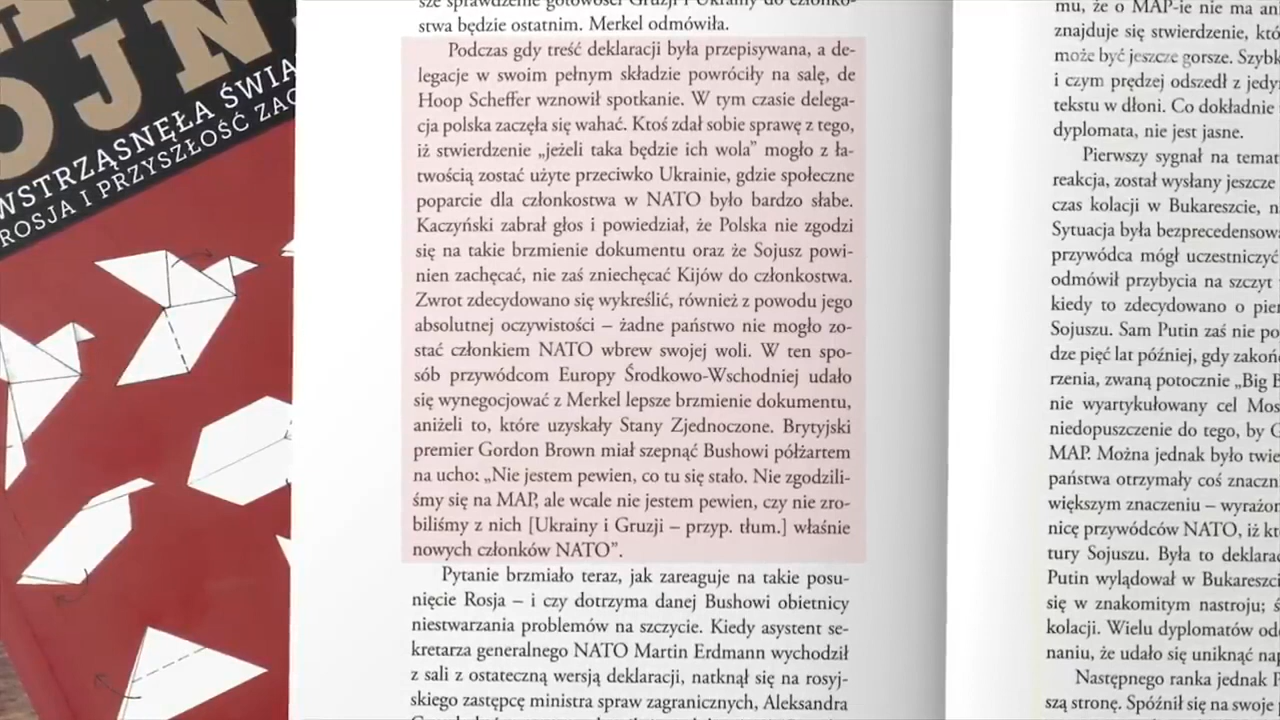 OJN
WSTRZĄSNĘŁA ŚWIA
ROSJA I PRZYSZŁOŚĆ ZAC
sze sprawdzenie gotowości Gruzji i Ukrainy do członko-
stwa będzie ostatnim. Merkel odmówiła.
Podczas gdy treść deklaracji była przepisywana, a de-
legacje w swoim pełnym składzie powróciły na salę, de
Hoop Scheffer wznowił spotkanie. W tym czasie delega-
cja polska zaczęła się wahać. Ktoś zdał sobie sprawę z tego,
iż stwierdzenie „jeżeli taka będzie ich wola” mogło z ła-
twością zostać użyte przeciwko Ukrainie, gdzie społeczne
poparcie dla członkostwa w NATO było bardzo słabe.
Kaczyński zabrał głos i powiedział, że Polska nie zgodzi
się na takie brzmienie dokumentu oraz że Sojusz powi-
nien zachęcać, nie zaś zniechęcać Kijów do członkostwa.
Zwrot zdecydowano się wykreślić, również z powodu jego
absolutnej oczywistości – żadne państwo nie mogło zo-
stać członkiem NATO wbrew swojej woli. W ten spo-
sób przywódcom Europy Środkowo-Wschodniej udało
się wynegocjować z Merkel lepsze brzmienie dokumentu,
aniżeli to, które uzyskały Stany Zjednoczone. Brytyjski
premier Gordon Brown miał szepnąć Bushowi półżartem
na ucho: „Nie jestem pewien, co tu się stało. Nie zgodzili-
śmy się na MAP, ale wcale nie jestem pewien, czy nie zro-
biliśmy z nich [Ukrainy i Gruzji – przyp. tłum.] właśnie
nowych członków NATO”.
Pytanie brzmiało teraz, jak zareaguje na takie posu-
nięcie Rosja – i czy dotrzyma danej Bushowi obietnicy
niestwarzania problemów na szczycie. Kiedy asystent se-
kretarza generalnego NATO Martin Erdmann wychodził
z sali z ostateczną wersją deklaracji, natknął się na rosyj-
skiego zastępcę ministra spraw zagranicznych, Aleksandra
mu, że o MAP-ie nie ma an
znajduje się stwierdzenie, któ
może być jeszcze gorsze. Szybk
i czym prędzej odszedł z jedy
tekstu w dłoni. Co dokładnie
dyplomata, nie jest jasne.
Pierwszy sygnał na temat
reakcja, został wysłany jeszcze
czas kolacji w Bukareszcie, n
Sytuacja była bezprecedensowa
przywódca mógł uczestniczyć
odmówił przybycia na szczyt
kiedy to zdecydowano o pie
Sojuszu. Sam Putin zaś nie po
dze pięć lat później, gdy zakoń
rzenia, zwaną potocznie „Big B
nie wyartykułowany cel Mos
niedopuszczenie do tego, by G
MAP. Można jednak było twie
państwa otrzymały coś znaczn
większym znaczeniu – wyrażon
nicę przywódców NATO, iż kt
tury Sojuszu. Była to deklarac
Putin wylądował w Bukareszci
się w znakomitym nastroju; s
kolacji. Wielu dyplomatów od
naniu, że udało się uniknąć nap
Następnego ranka jednak P
szą stronę. Spóźnił się na swoje p